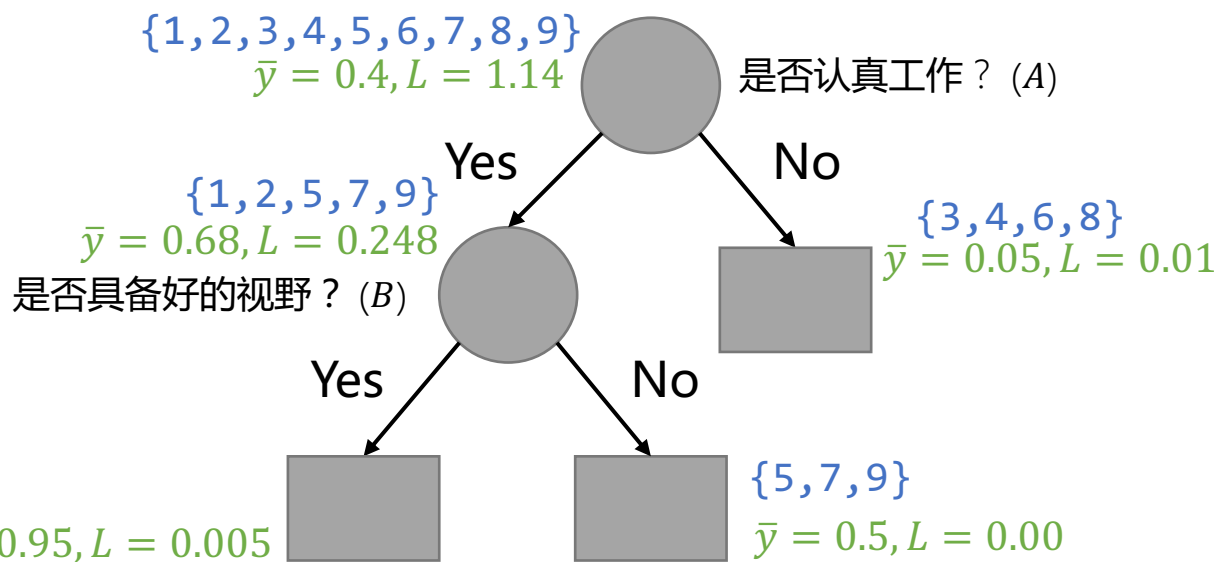 {1,2,3,4,5,6,7,8,9}
ȳ = 0.4, L = 1.14
是否认真工作？ (A)
Yes
No
{1,2,5,7,9}
ȳ = 0.68, L = 0.248
是否具备好的视野？ (B)
{3,4,6,8}
ȳ = 0.05, L = 0.01
Yes
No
0.95, L = 0.005
{5,7,9}
ȳ = 0.5, L = 0.00